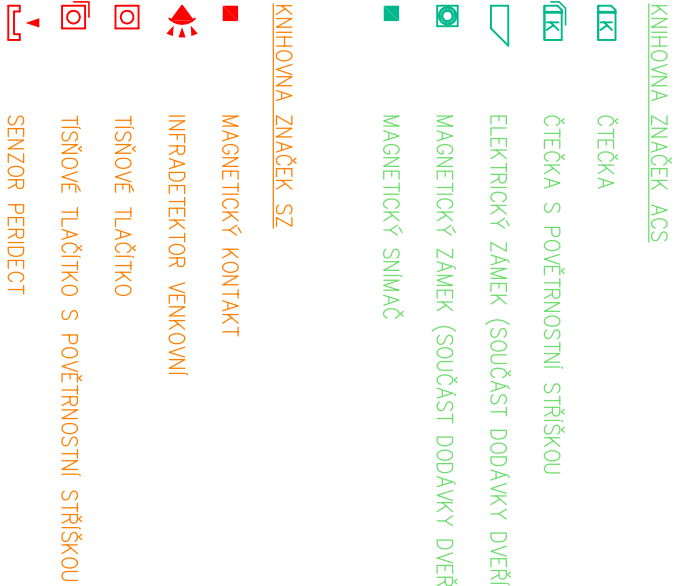 KNIHOVNA ZNAČEK ACS
K ČTEČKA
K ČTEČKA S POVĚTRNOSTNÍ STŘÍŠKOU
ELEKTRICKÝ ZÁMEK (SOUČÁST DODÁVKY DVEŘÍ
MAGNETICKÝ ZÁMEK (SOUČÁST DODÁVKY DVEŘ
MAGNETICKÝ SNÍMAČ
KNIHOVNA ZNAČEK SZ
MAGNETICKÝ KONTAKT
INFRADETEKTOR VENKOVNÍ
TÍSŇOVÉ TLAČÍTKO
TÍSŇOVÉ TLAČÍTKO S POVĚTRNOSTNÍ STŘÍŠKOU
SENZOR PERIDECT